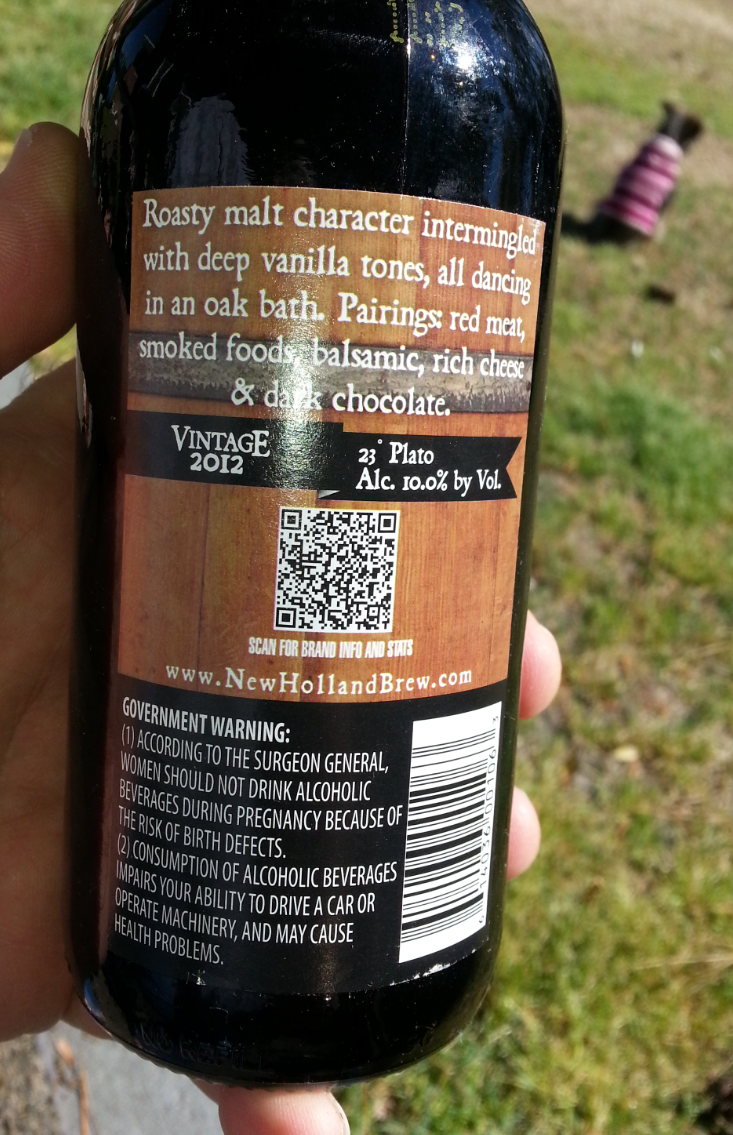 Roasty malt character intermingled
with deep vanilla tones, all dancing
in an oak bath. Pairings: red meat,
smoked foods, balsamic, rich cheese
& dark chocolate.
VINTAGE
2012
23° Plato
Alc. 10.0% by Vol.
SCAN FOR BRAND INFO AND STATS
www.NewHollandBrew.com
GOVERNMENT WARNING:
(1) ACCORDING TO THE SURGEON GENERAL,
WOMEN SHOULD NOT DRINK ALCOHOLIC
BEVERAGES DURING PREGNANCY BECAUSE OF
THE RISK OF BIRTH DEFECTS.
(2) CONSUMPTION OF ALCOHOLIC BEVERAGES
IMPAIRS YOUR ABILITY TO DRIVE A CAR OR
OPERATE MACHINERY, AND MAY CAUSE
HEALTH PROBLEMS.